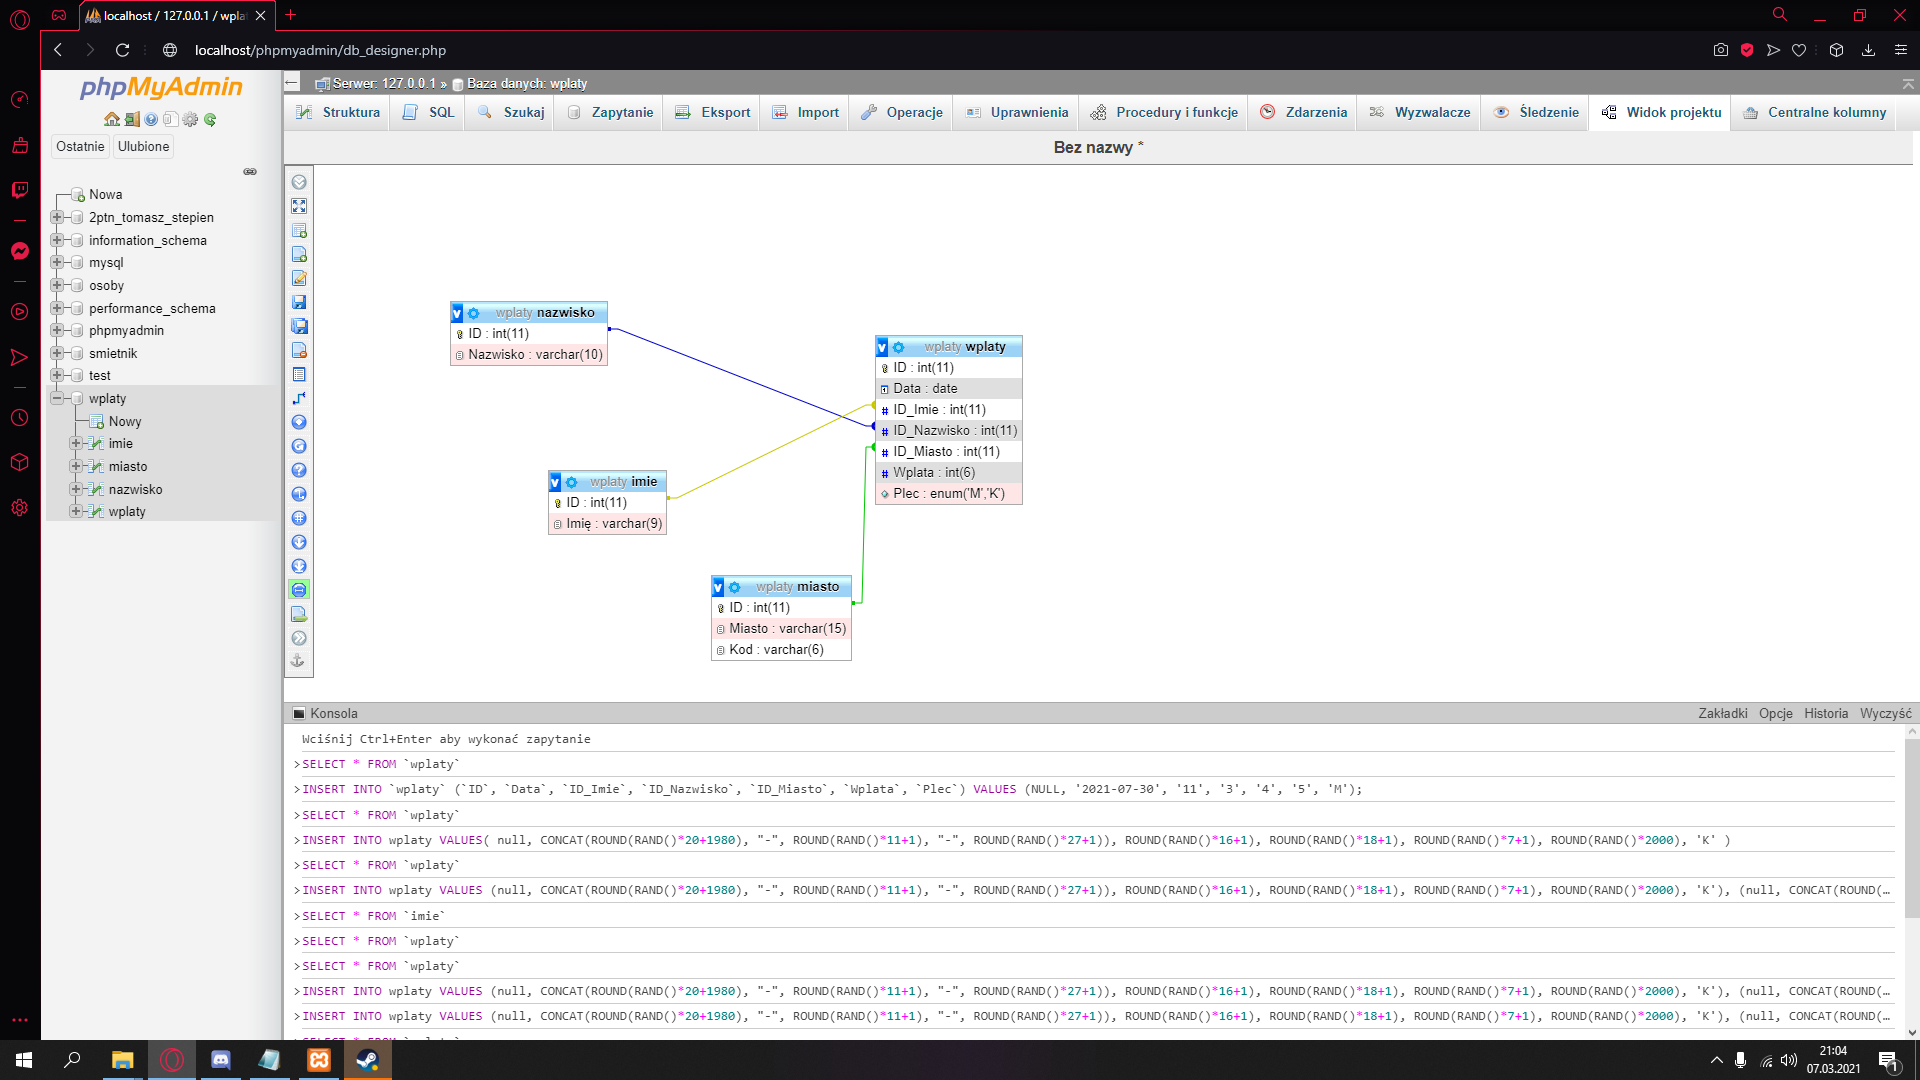 localhost / 127.0.0.1 / wpla
localhost/phpmyadmin/db_designer.php
phpMyAdmin
Ostatnie
Ulubione
Nowa
2ptn_tomasz_stepien
information_schema
mysql
osoby
performance_schema
phpmyadmin
smietnik
test
wplaty
Nowy
imie
miasto
nazwisko
wplaty
Serwer: 127.0.0.1 » Baza danych: wplaty
Struktura SQL Szukaj Zapytanie Eksport Import Operacje Uprawnienia Procedury i funkcje Zdarzenia Wyzwalacze Śledzenie Widok projektu Centralne kolumny
Bez nazwy *
wplaty nazwisko
ID : int(11)
Nazwisko : varchar(10)
wplaty wplaty
ID : int(11)
Data : date
ID_Imie : int(11)
ID_Nazwisko : int(11)
ID_Miasto : int(11)
Wplata : int(6)
Plec : enum('M','K')
wplaty imie
ID : int(11)
Imię : varchar(9)
wplaty miasto
ID : int(11)
Miasto : varchar(15)
Kod : varchar(6)
Konsola
Zakładki Opcje Historia Wyczyść
Wciśnij Ctrl+Enter aby wykonać zapytanie
>SELECT * FROM `wplaty`
>INSERT INTO `wplaty` (`ID`, `Data`, `ID_Imie`, `ID_Nazwisko`, `ID_Miasto`, `Wplata`, `Plec`) VALUES (NULL, '2021-07-30', '11', '3', '4', '5', 'M');
>SELECT * FROM `wplaty`
>INSERT INTO wplaty VALUES( null, CONCAT(ROUND(RAND()*20+1980), "-", ROUND(RAND()*11+1), "-", ROUND(RAND()*27+1)), ROUND(RAND()*16+1), ROUND(RAND()*18+1), ROUND(RAND()*7+1), ROUND(RAND()*2000), 'K' )
>SELECT * FROM `wplaty`
>INSERT INTO wplaty VALUES (null, CONCAT(ROUND(RAND()*20+1980), "-", ROUND(RAND()*11+1), "-", ROUND(RAND()*27+1)), ROUND(RAND()*16+1), ROUND(RAND()*18+1), ROUND(RAND()*7+1), ROUND(RAND()*2000), 'K'), (null, CONCAT(ROUND(…
>SELECT * FROM `imie`
>SELECT * FROM `wplaty`
>SELECT * FROM `wplaty`
>INSERT INTO wplaty VALUES (null, CONCAT(ROUND(RAND()*20+1980), "-", ROUND(RAND()*11+1), "-", ROUND(RAND()*27+1)), ROUND(RAND()*16+1), ROUND(RAND()*18+1), ROUND(RAND()*7+1), ROUND(RAND()*2000), 'K'), (null, CONCAT(ROUND(…
>INSERT INTO wplaty VALUES (null, CONCAT(ROUND(RAND()*20+1980), "-", ROUND(RAND()*11+1), "-", ROUND(RAND()*27+1)), ROUND(RAND()*16+1), ROUND(RAND()*18+1), ROUND(RAND()*7+1), ROUND(RAND()*2000), 'K'), (null, CONCAT(ROUND(…
21:04
07.03.2021
1